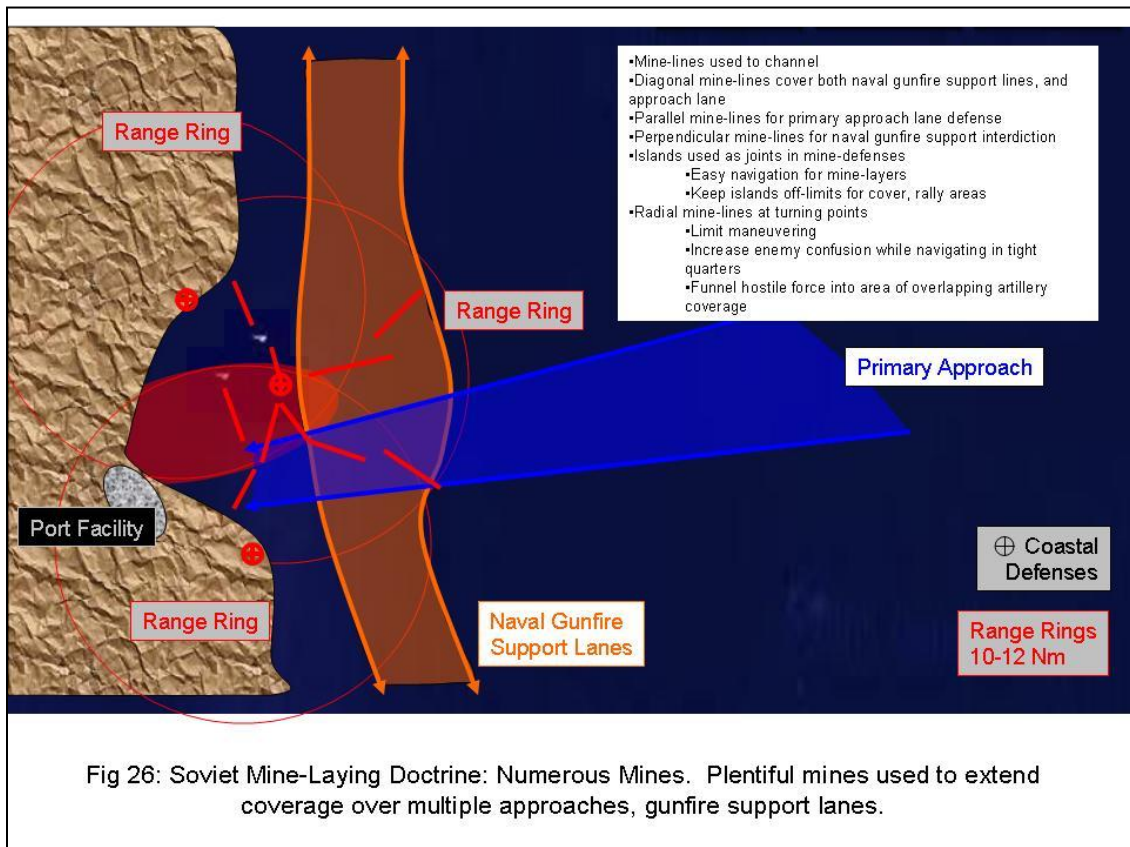 ▪Mine-lines used to channel
▪Diagonal mine-lines cover both naval gunfire support lines, and
approach lane
▪Parallel mine-lines for primary approach lane defense
▪Perpendicular mine-lines for naval gunfire support interdiction
▪Islands used as joints in mine-defenses
▪Easy navigation for mine-layers
▪Keep islands off-limits for cover, rally areas
▪Radial mine-lines at turning points
▪Limit maneuvering
▪Increase enemy confusion while navigating in tight
quarters
▪Funnel hostile force into area of overlapping artillery
coverage
Range Ring
Range Ring
Primary Approach
Port Facility
⊕ Coastal
Defenses
Range Ring
Naval Gunfire
Support Lanes
Range Rings
10-12 Nm
Fig 26: Soviet Mine-Laying Doctrine: Numerous Mines. Plentiful mines used to extend
coverage over multiple approaches, gunfire support lanes.